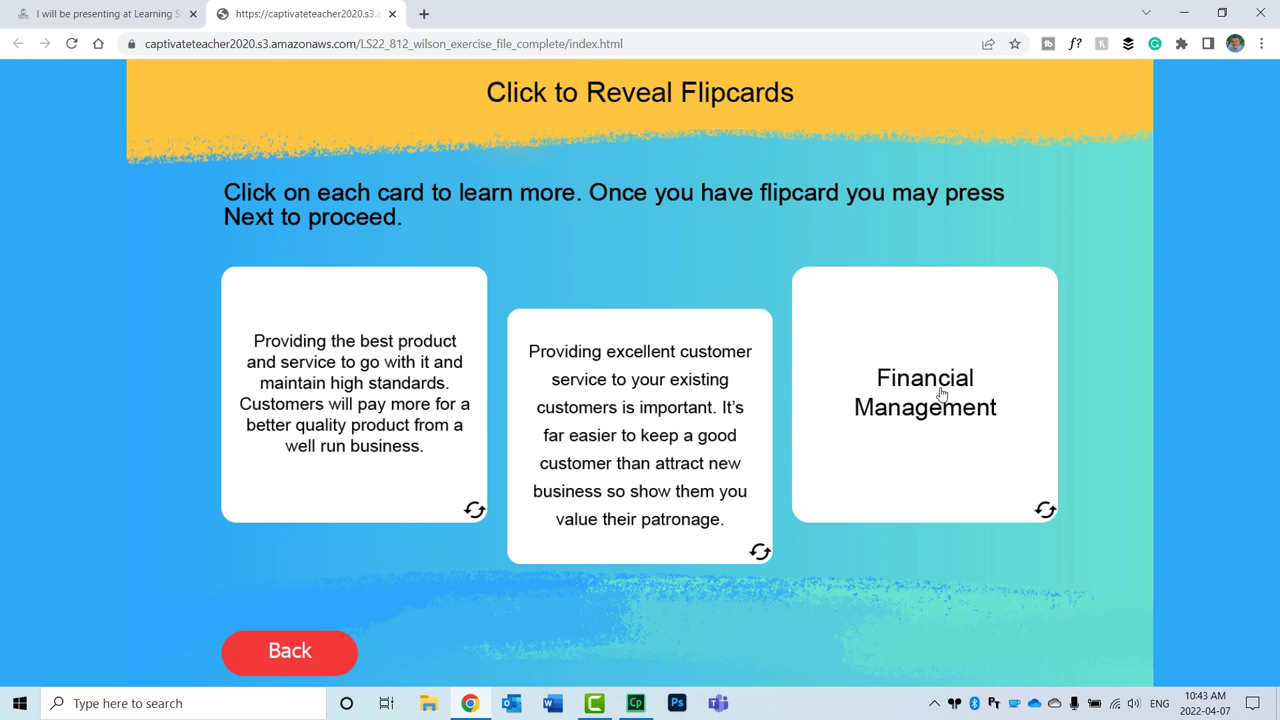 I will be presenting at Learning S
https://captivateteacher2020.s3.a
captivateteacher2020.s3.amazonaws.com/LS22_812_wilson_exercise_file_complete/index.html
f?
Click to Reveal Flipcards
Click on each card to learn more. Once you have flipcard you may press
Next to proceed.
Providing the best product
and service to go with it and
maintain high standards.
Customers will pay more for a
better quality product from a
well run business.
Providing excellent customer
service to your existing
customers is important. It’s
far easier to keep a good
customer than attract new
business so show them you
value their patronage.
Financial
Management
Back
Type here to search
Cp
Ps
ENG
10:43 AM
2022-04-07